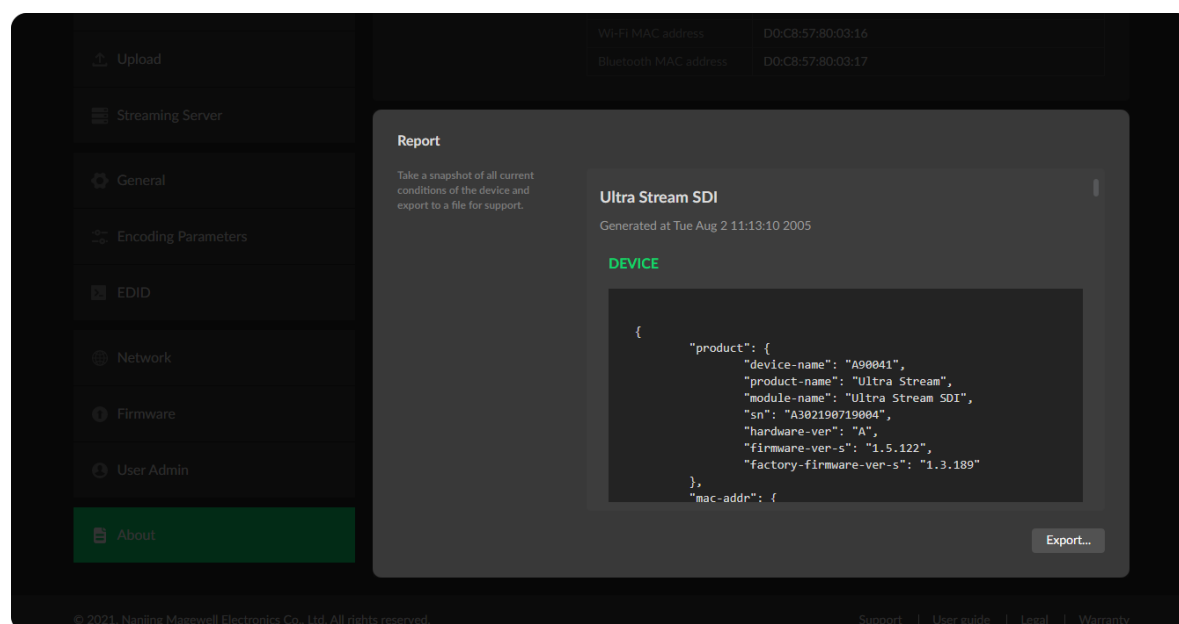 Wi-Fi MAC address D0:C8:57:80:03:16
Bluetooth MAC address D0:C8:57:80:03:17
Upload
Streaming Server
General
Encoding Parameters
EDID
Network
Firmware
User Admin
About
Report
Take a snapshot of all current
conditions of the device and
export to a file for support.
Ultra Stream SDI
Generated at Tue Aug 2 11:13:10 2005
DEVICE
{
"product": {
"device-name": "A90041",
"product-name": "Ultra Stream",
"module-name": "Ultra Stream SDI",
"sn": "A302190719004",
"hardware-ver": "A",
"firmware-ver-s": "1.5.122",
"factory-firmware-ver-s": "1.3.189"
},
"mac-addr": {
Export...
© 2021, Nanjing Magewell Electronics Co., Ltd. All rights reserved.
Support | User guide | Legal | Warranty